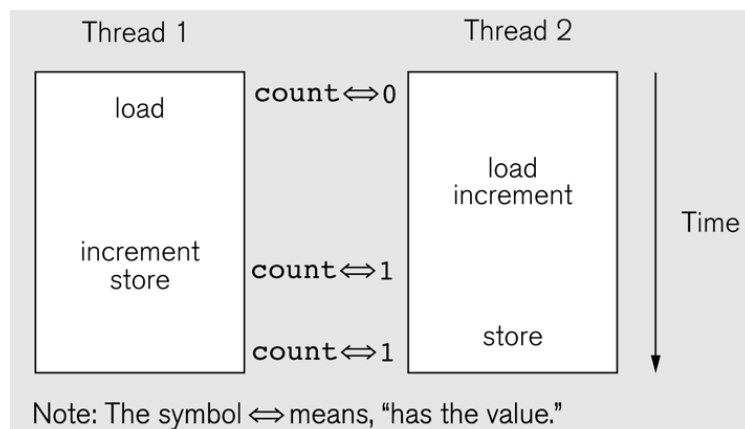 Thread 1
Thread 2
load
count⇔0
load
increment
increment
store
count⇔1
count⇔1
store
Time
Note: The symbol ⇔ means, “has the value.”